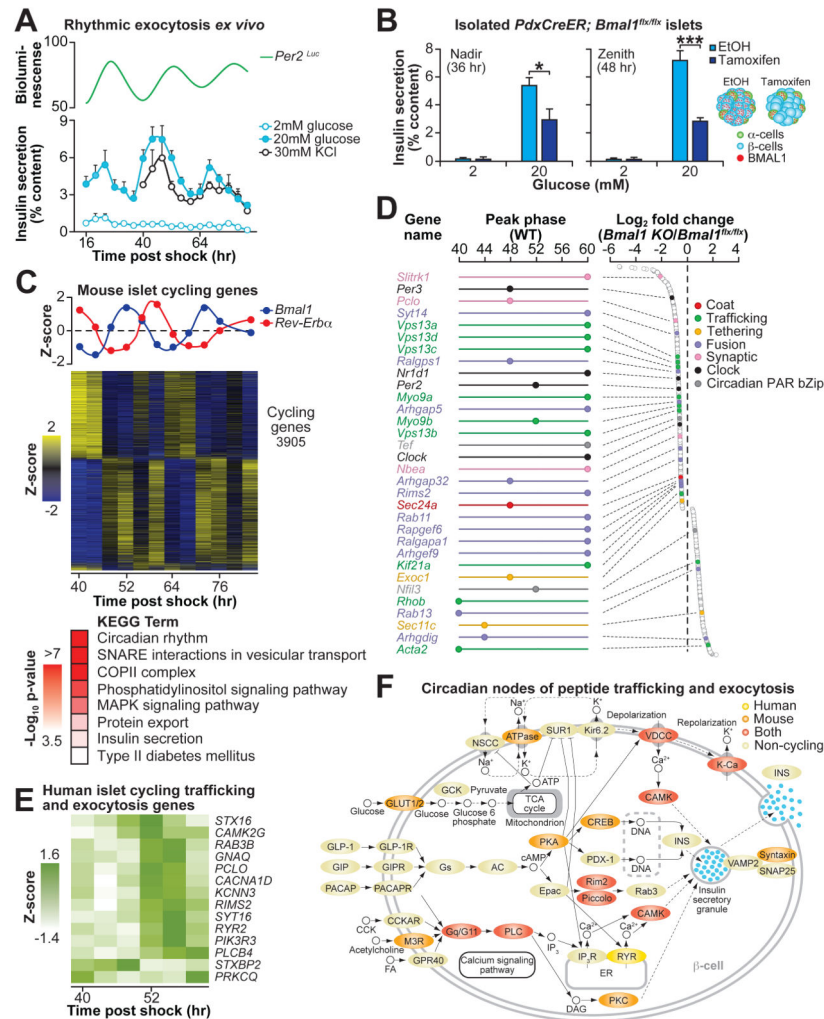 A
Rhythmic exocytosis ex vivo
Biolumi-
nescense
100
50
Per2 Luc
Insulin secretion
(% content)
9
6
3
0
2mM glucose
20mM glucose
30mM KCl
16
40
64
Time post shock (hr)
B
Isolated PdxCreER; Bmal1flx/flx islets
Insulin secretion
(% ccontent)
8
6
4
2
0
Nadir
(36 hr)
*
2
20
Zenith
(48 hr)
***
2
20
Glucose (mM)
EtOH
Tamoxifen
EtOH
Tamoxifen
α-cells
β-cells
BMAL1
C
Mouse islet cycling genes
Z-score
2
0
-2
Bmal1
Rev-Erbα
Z-score
2
-2
Cycling
genes
3905
40
52
64
76
Time post shock (hr)
-Log10 p-value
>7
3.5
KEGG Term
Circadian rhythm
SNARE interactions in vesicular transport
COPII complex
Phosphatidylinositol signaling pathway
MAPK signaling pathway
Protein export
Insulin secretion
Type II diabetes mellitus
D
Gene
name
Peak phase
(WT)
Log2 fold change
(Bmal1 KO/Bmal1flx/flx)
40 44 48 52 56 60
-6 -4 -2 0 2 4
Slitrk1
Per3
Pclo
Syt14
Vps13a
Vps13d
Vps13c
Ralgps1
Nr1d1
Per2
Myo9a
Arhgap5
Myo9b
Vps13b
Tef
Clock
Nbea
Arhgap32
Rims2
Sec24a
Rab11
Rapgef6
Ralgapa1
Arhgef9
Kif21a
Exoc1
Nfil3
Rhob
Rab13
Sec11c
Arhgdig
Acta2
Coat
Trafficking
Tethering
Fusion
Synaptic
Clock
Circadian PAR bZip
E
Human islet cycling trafficking
and exocytosis genes
Z-score
1.6
-1.4
STX16
CAMK2G
RAB3B
GNAQ
PCLO
CACNA1D
KCNIN3
RIMS2
SYT16
RYR2
PIK3R3
PLCB4
STXBP2
PRKCQ
40
52
Time post shock (hr)
F
Circadian nodes of peptide trafficking and exocytosis
Human
Mouse
Both
Non-cycling
Na+
K+
Depolarization
Repolarization
K+
NSCC
ATPase
SUR1
Kir6.2
VDCC
K-Ca
Na+
K+
ATP
Ca2+
INS
Glucose
GLUT1/2
Glucose
GCK
Glucose 6
phosphate
Pyruvate
TCA
cycle
Mitochondrion
CAMK
CREB
DNA
PKA
PDX-1
DNA
INS
GLP-1
GLP-1R
GIP
GIPR
Gs
AC
cAMP
PACAP
PACAPR
Epac
Rim2
Piccolo
Rab3
Insulin
secretory
granule
VAMP2
Syntaxin
SNAP25
CCK
CCKAR
Acetylcholine
M3R
FA
GPR40
Gq/G11
PLC
IP3
Calcium signaling
pathway
Ca2+
Ca2+
CAMK
IP3R
RYR
ER
DAG
PKC
β-cell